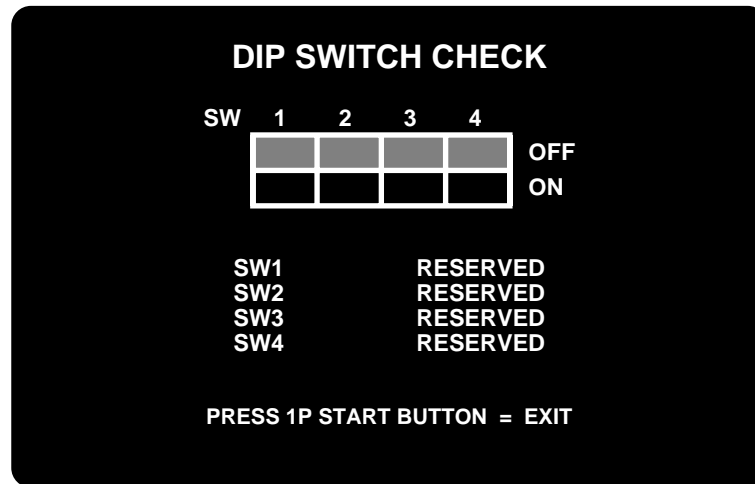 DIP SWITCH CHECK
SW 1 2 3 4
OFF
ON
SW1 RESERVED
SW2 RESERVED
SW3 RESERVED
SW4 RESERVED
PRESS 1P START BUTTON = EXIT